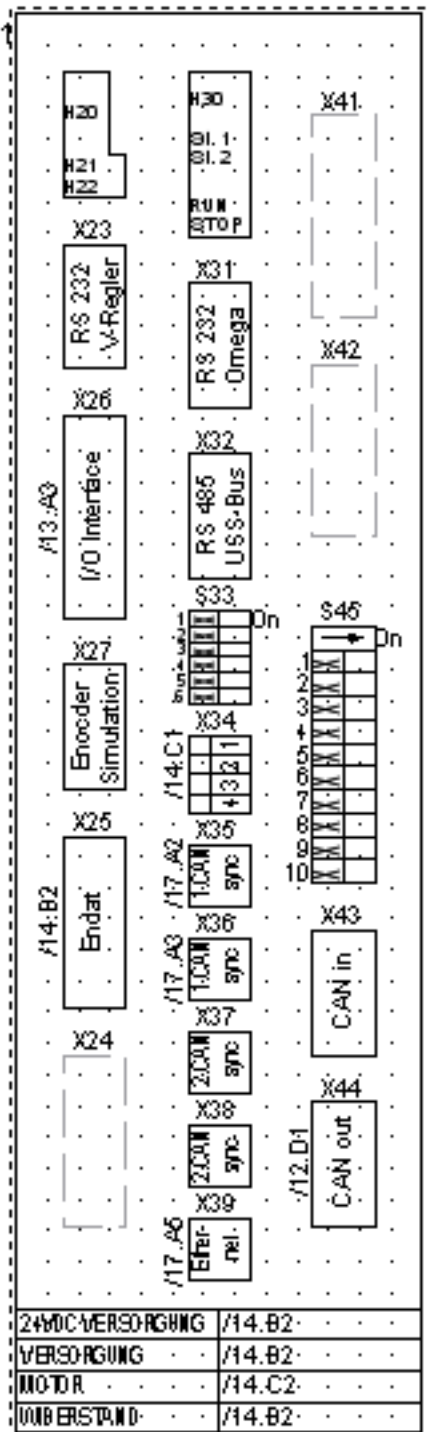 H20
H21
H22
X23
RS 232
V-Regler
X26
/13.A3
I/O Interface
X27
Encoder
Simulation
X25
/14.B2
Endat
X24
H30
SI.1
SI.2
RUN
STOP
X31
RS 232
Omega
X32
RS 485
USS-Bus
S33
On
1
2
3
4
5
6
X34
/14.C1
1
2
3
4
X35
/17.A2
1.CAN
sync
X36
/17.A3
1.CAN
sync
X37
2.CAN
sync
X38
2.CAN
sync
X39
/17.A5
Ether-
net
X41
X42
S45
On
1
2
3
4
5
6
7
8
9
10
X43
CAN in
X44
/12.D1
CAN out
24VDC-VERSORGUNG /14.B2
VERSORGUNG /14.B2
MOTOR /14.C2
WIDERSTAND /14.B2